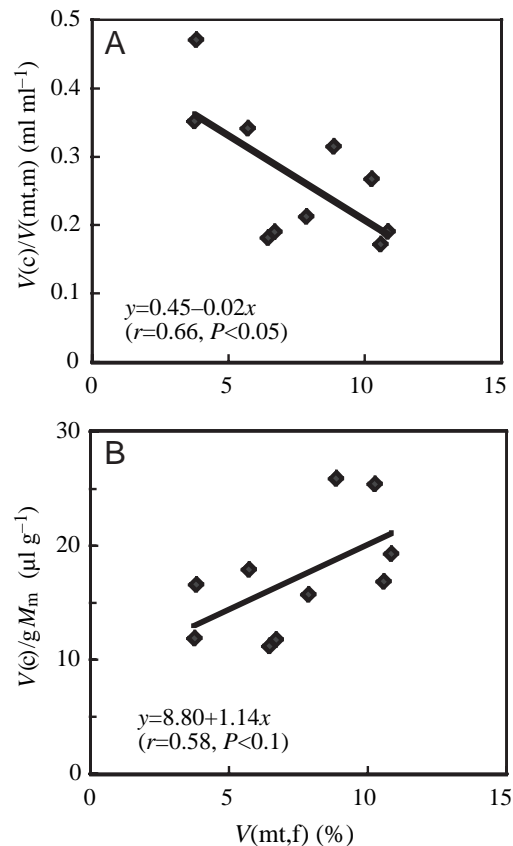 A
V(c)/V(mt,m) (ml ml⁻¹)
0.5
0.4
0.3
0.2
0.1
0
y=0.45–0.02x
(r=0.66, P<0.05)
0 5 10 15
B
V(c)/g Mm (µl g⁻¹)
30
20
10
0
y=8.80+1.14x
(r=0.58, P<0.1)
0 5 10 15
V(mt,f) (%)